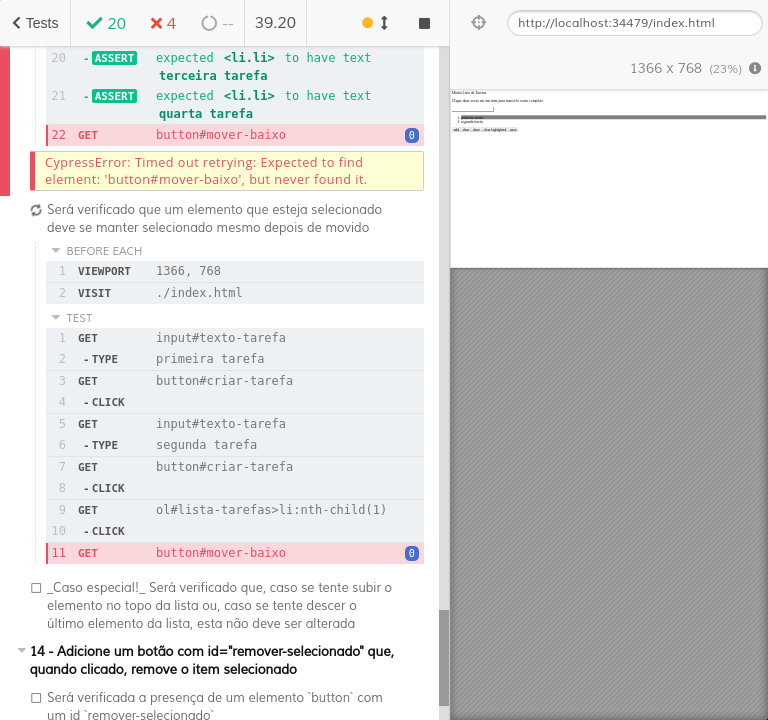 Tests
20
4
--
39.20
http://localhost:34479/index.html
1366 x 768 (23%)
20 - ASSERT expected <li.li> to have text
terceira tarefa
21 - ASSERT expected <li.li> to have text
quarta tarefa
22 GET button#mover-baixo 0
CypressError: Timed out retrying: Expected to find
element: 'button#mover-baixo', but never found it.
Será verificado que um elemento que esteja selecionado
deve se manter selecionado mesmo depois de movido
BEFORE EACH
1 VIEWPORT 1366, 768
2 VISIT ./index.html
TEST
1 GET input#texto-tarefa
2 - TYPE primeira tarefa
3 GET button#criar-tarefa
4 - CLICK
5 GET input#texto-tarefa
6 - TYPE segunda tarefa
7 GET button#criar-tarefa
8 - CLICK
9 GET ol#lista-tarefas>li:nth-child(1)
10 - CLICK
11 GET button#mover-baixo 0
_Caso especial!_ Será verificado que, caso se tente subir o
elemento no topo da lista ou, caso se tente descer o
último elemento da lista, esta não deve ser alterada
14 - Adicione um botão com id="remover-selecionado" que,
quando clicado, remove o item selecionado
Será verificada a presença de um elemento `button` com
um id `remover-selecionado`
Minha Lista de Tarefas